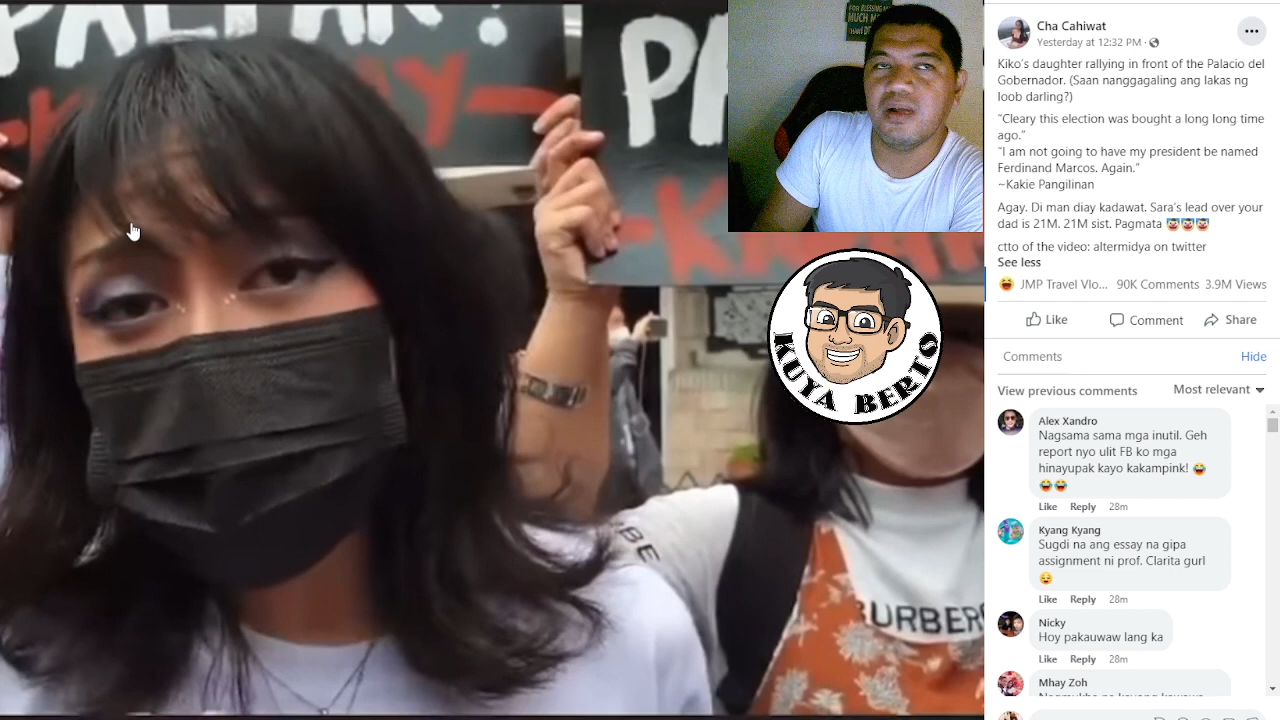 PALPAK!
PA
FOR BLESSING
MUCH M
BURBER
KUYA BERTO
Cha Cahiwat
Yesterday at 12:32 PM ·
Kiko's daughter rallying in front of the Palacio del
Gobernador. (Saan nanggagaling ang lakas ng
loob darling?)
"Cleary this election was bought a long long time
ago."
"I am not going to have my president be named
Ferdinand Marcos. Again."
~Kakie Pangilinan
Agay. Di man diay kadawat. Sara's lead over your
dad is 21M. 21M sist. Pagmata 🤡🤡🤡
ctto of the video: altermidya on twitter
See less
JMP Travel Vlo... 90K Comments 3.9M Views
Like Comment Share
Comments Hide
View previous comments Most relevant
Alex Xandro
Nagsama sama mga inutil. Geh
report nyo ulit FB ko mga
hinayupak kayo kakampink! 😂
😂😂
Like Reply 28m
Kyang Kyang
Sugdi na ang essay na gipa
assignment ni prof. Clarita gurl
😌
Like Reply 28m
Nicky
Hoy pakauwaw lang ka
Like Reply 28m
Mhay Zoh